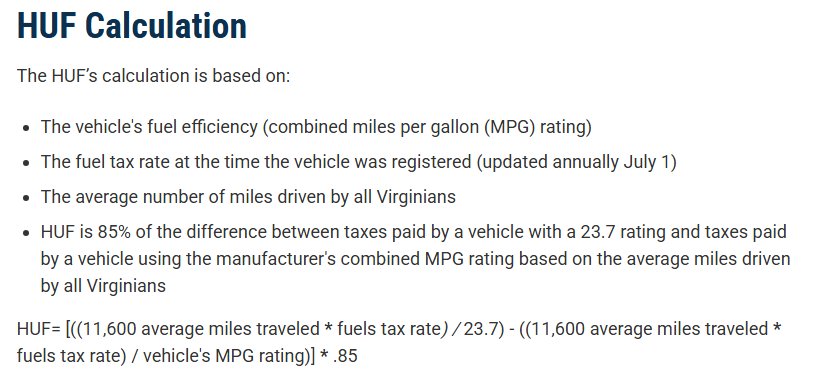 HUF Calculation
The HUF’s calculation is based on:
• The vehicle's fuel efficiency (combined miles per gallon (MPG) rating)
• The fuel tax rate at the time the vehicle was registered (updated annually July 1)
• The average number of miles driven by all Virginians
• HUF is 85% of the difference between taxes paid by a vehicle with a 23.7 rating and taxes paid
by a vehicle using the manufacturer's combined MPG rating based on the average miles driven
by all Virginians
HUF= [((11,600 average miles traveled * fuels tax rate) / 23.7) - ((11,600 average miles traveled *
fuels tax rate) / vehicle's MPG rating)] * .85